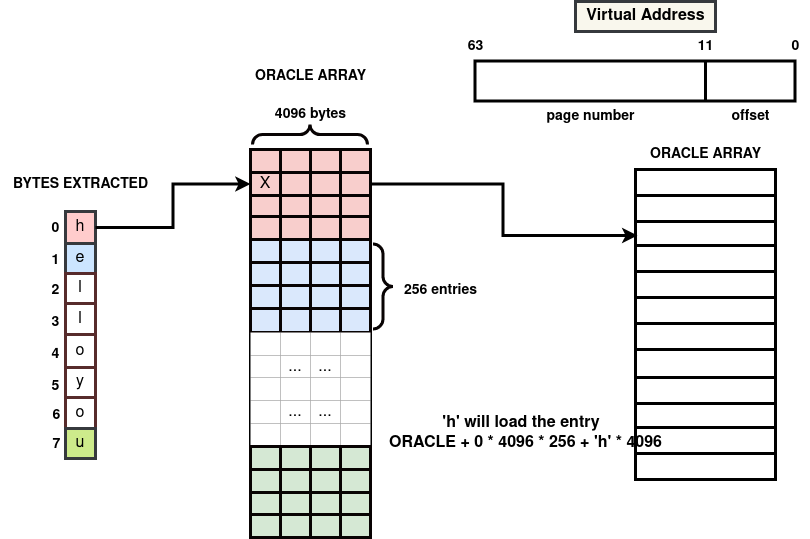 Virtual Address
63
11
0
page number
offset
ORACLE ARRAY
4096 bytes
BYTES EXTRACTED
0
h
1
e
2
l
3
l
4
o
5
y
6
o
7
u
X
256 entries
... ...
... ...
ORACLE ARRAY
'h' will load the entry
ORACLE + 0 * 4096 * 256 + 'h' * 4096